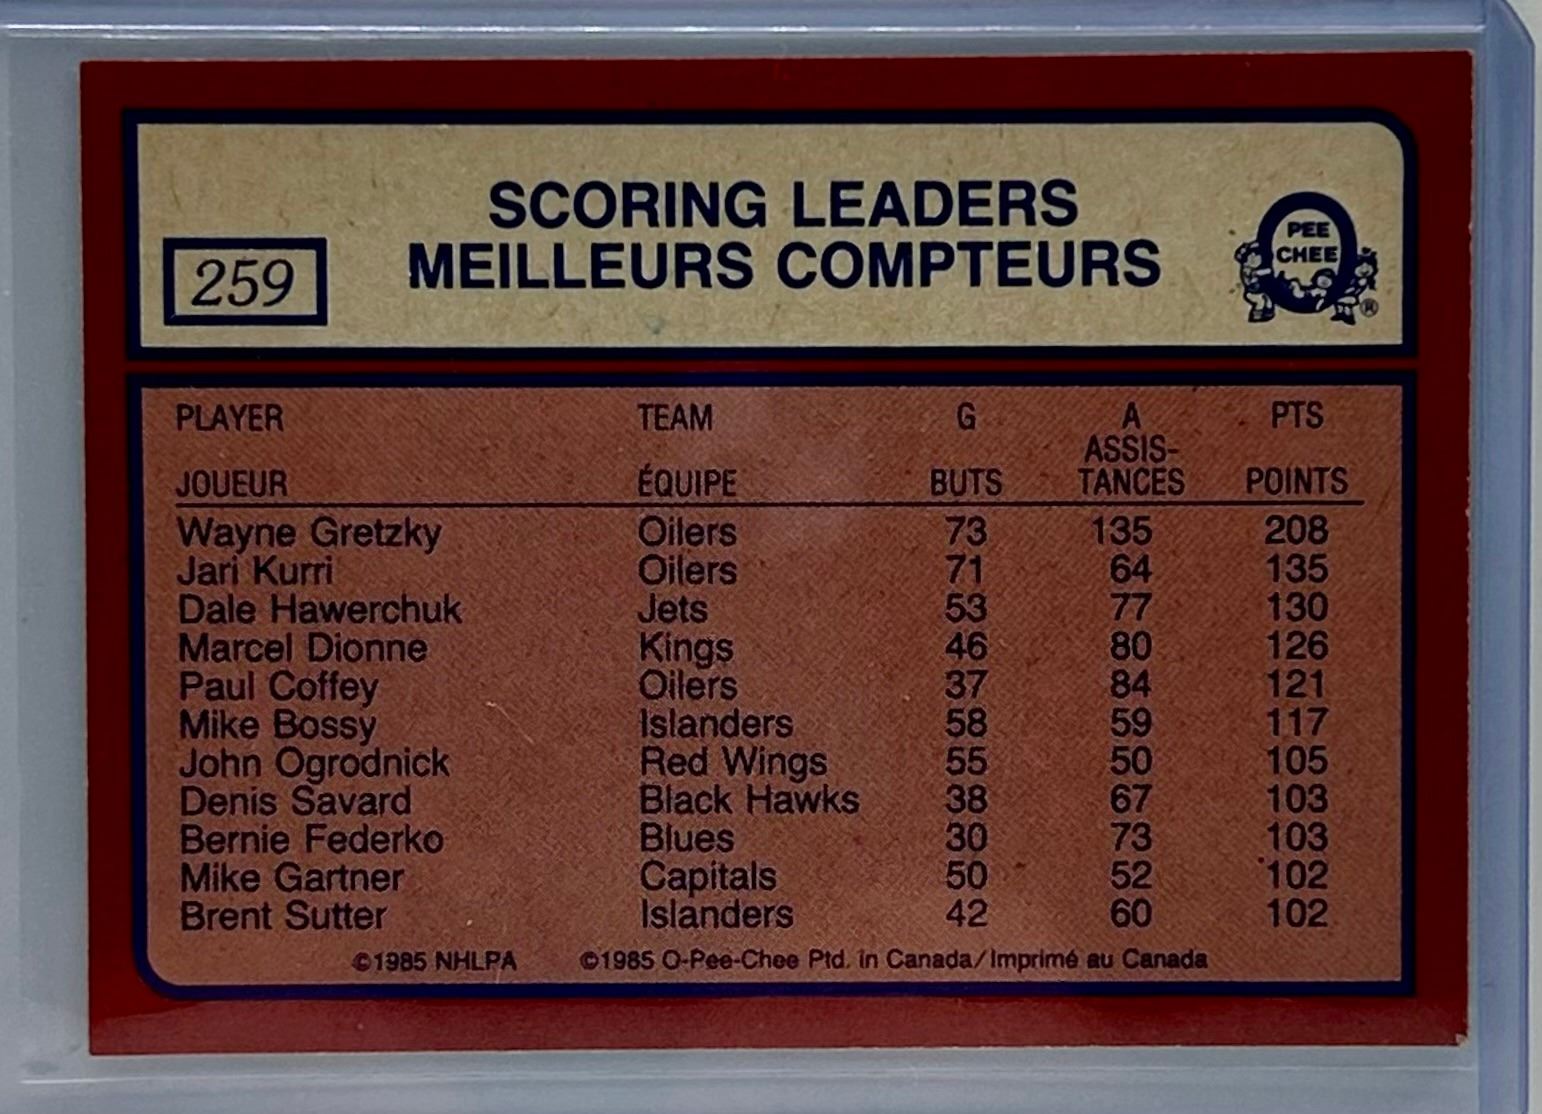 SCORING LEADERS
MEILLEURS COMPTEURS
259
PEE
CHEE
®
PLAYER TEAM G A PTS
ASSIS-
JOUEUR ÉQUIPE BUTS TANCES POINTS
Wayne Gretzky Oilers 73 135 208
Jari Kurri Oilers 71 64 135
Dale Hawerchuk Jets 53 77 130
Marcel Dionne Kings 46 80 126
Paul Coffey Oilers 37 84 121
Mike Bossy Islanders 58 59 117
John Ogrodnick Red Wings 55 50 105
Denis Savard Black Hawks 38 67 103
Bernie Federko Blues 30 73 103
Mike Gartner Capitals 50 52 102
Brent Sutter Islanders 42 60 102
©1985 NHLPA ©1985 O-Pee-Chee Ptd. in Canada/Imprimé au Canada